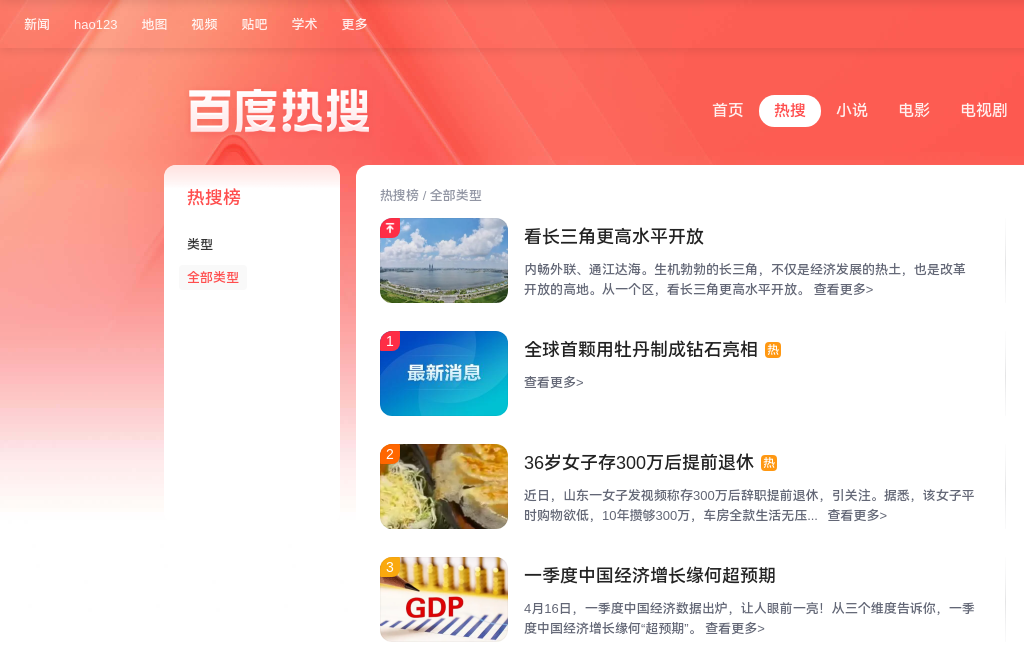 新闻 hao123 地图 视频 贴吧 学术 更多
百度热搜
首页 热搜 小说 电影 电视剧
热搜榜
类型
全部类型
热搜榜 / 全部类型
看长三角更高水平开放
内畅外联、通江达海。生机勃勃的长三角，不仅是经济发展的热土，也是改革
开放的高地。从一个区，看长三角更高水平开放。 查看更多>
1
最新消息
全球首颗用牡丹制成钻石亮相 热
查看更多>
2
36岁女子存300万后提前退休 热
近日，山东一女子发视频称存300万后辞职提前退休，引关注。据悉，该女子平
时购物欲低，10年攒够300万，车房全款生活无压... 查看更多>
3
GDP
一季度中国经济增长缘何超预期
4月16日，一季度中国经济数据出炉，让人眼前一亮！从三个维度告诉你，一季
度中国经济增长缘何“超预期”。 查看更多>